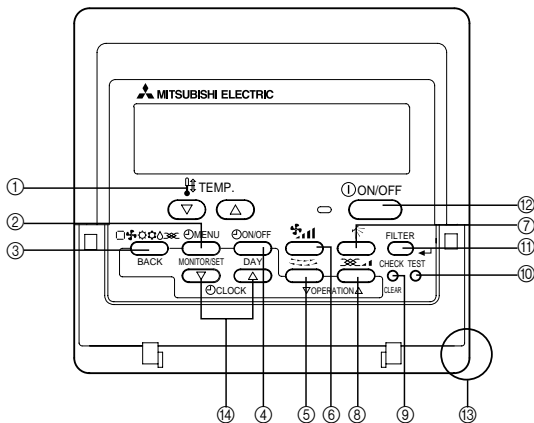 MITSUBISHI ELECTRIC
① TEMP.
ON/OFF ⑫
② MENU ON/OFF ⑦
③ BACK MONITOR/SET DAY FILTER ⑪
CHECK TEST ⑩
CLOCK OPERATION CLEAR
⑭ ④ ⑤ ⑥ ⑧ ⑨ ⑬